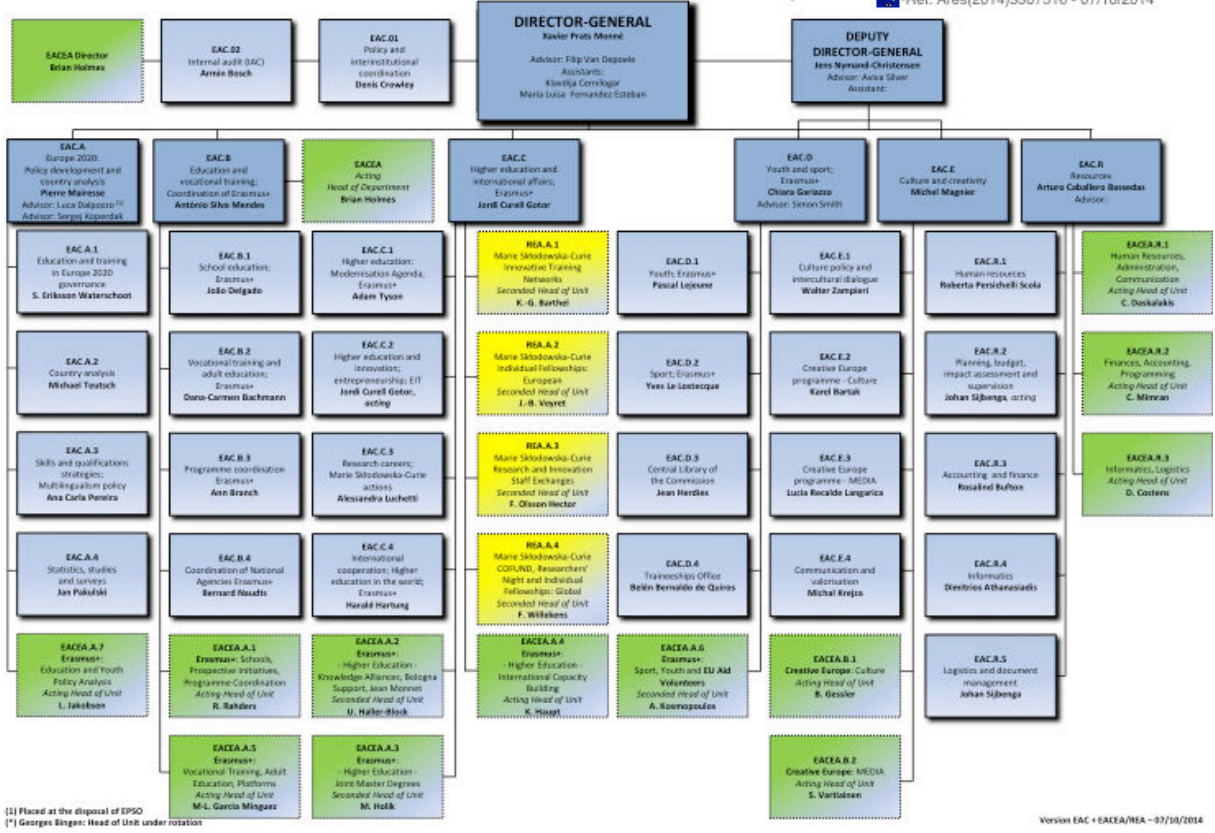 Ref. Ares(2014)3307516 - 07/10/2014
DIRECTOR-GENERAL
Xavier Prats Monné
Advisor: Filip Van Depoele
Assistants:
Klavdija Cernilogar
Maria Luisa Fernandez Esteban
DEPUTY
DIRECTOR-GENERAL
Jens Nymand-Christensen
Advisor: Aviva Silver
Assistant:
EACEA Director
Brian Holmes
EAC.02
Internal audit (IAC)
Armin Bosch
EAC.01
Policy and
interinstitutional
coordination
Denis Crowley
EAC.A
Europe 2020:
Policy development and
country analysis
Pierre Mairesse
Advisor: Luca Dalpozzo (1)
Advisor: Sergej Koperdak
EAC.B
Education and
vocational training;
Coordination of Erasmus+
António Silva Mendes
EACEA
Acting
Head of Department
Brian Holmes
EAC.C
Higher education and
international affairs;
Erasmus+
Jordi Curell Gotor
EAC.D
Youth and sport;
Erasmus+
Chiara Gariazzo
Advisor: Simon Smith
EAC.E
Culture and creativity
Michel Magnier
EAC.R
Resources
Arturo Caballero Bassedas
Advisor:
EAC.A.1
Education and training
in Europe 2020
governance
S. Eriksson Waterschoot
EAC.B.1
School education;
Erasmus+
João Delgado
EAC.C.1
Higher education:
Modernisation Agenda;
Erasmus+
Adam Tyson
REA.A.1
Marie Skłodowska-Curie
Innovative Training
Networks
Seconded Head of Unit
K.-G. Barthel
EAC.D.1
Youth; Erasmus+
Pascal Lejeune
EAC.E.1
Culture policy and
intercultural dialogue
Walter Zampieri
EAC.R.1
Human resources
Roberta Persichelli Scola
EACEA.R.1
Human Resources,
Administration,
Communication
Acting Head of Unit
C. Daskalakis
EAC.A.2
Country analysis
Michael Teutsch
EAC.B.2
Vocational training and
adult education;
Erasmus+
Dana-Carmen Bachmann
EAC.C.2
Higher education and
innovation;
entrepreneurship; EIT
Jordi Curell Gotor,
acting
REA.A.2
Marie Skłodowska-Curie
Individual Fellowships:
European
Seconded Head of Unit
J.-B. Veyret
EAC.D.2
Sport; Erasmus+
Yves Le Lostecque
EAC.E.2
Creative Europe
programme - Culture
Karel Bartak
EAC.R.2
Planning, budget,
impact assessment and
supervision
Johan Sijbenga, acting
EACEA.R.2
Finances, Accounting,
Programming
Acting Head of Unit
C. Mimran
EAC.A.3
Skills and qualifications
strategies;
Multilingualism policy
Ana Carla Pereira
EAC.B.3
Programme coordination
Erasmus+
Ann Branch
EAC.C.3
Research careers;
Marie Skłodowska-Curie
actions
Alessandra Luchetti
REA.A.3
Marie Skłodowska-Curie
Research and Innovation
Staff Exchanges
Seconded Head of Unit
F. Olsson Hector
EAC.D.3
Central Library of
the Commission
Jean Herdies
EAC.E.3
Creative Europe
programme - MEDIA
Lucia Recalde Langarica
EAC.R.3
Accounting and finance
Rosalind Bufton
EACEA.R.3
Informatics, Logistics
Acting Head of Unit
D. Costens
EAC.A.4
Statistics, studies
and surveys
Jan Pakulski
EAC.B.4
Coordination of National
Agencies Erasmus+
Bernard Naudts
EAC.C.4
International
cooperation; Higher
education in the world;
Erasmus+
Harald Hartung
REA.A.4
Marie Skłodowska-Curie
COFUND, Researchers'
Night and Individual
Fellowships: Global
Seconded Head of Unit
F. Willekens
EAC.D.4
Traineeships Office
Belén Bernaldo de Quiros
EAC.E.4
Communication and
valorisation
Michal Krejza
EAC.R.4
Informatics
Dimitrios Athanasiadis
EACEA.A.7
Erasmus+:
Education and Youth
Policy Analysis
Acting Head of Unit
L. Jakobsen
EACEA.A.1
Erasmus+: Schools,
Prospective Initiatives,
Programme Coordination
Acting Head of Unit
R. Rahders
EACEA.A.2
Erasmus+:
- Higher Education -
Knowledge Alliances, Bologna
Support, Jean Monnet
Seconded Head of Unit
U. Haller-Block
EACEA.A.4
Erasmus+:
- Higher Education -
International Capacity
Building
Acting Head of Unit
K. Haupt
EACEA.A.6
Erasmus+:
Sport, Youth and EU Aid
Volunteers
Seconded Head of Unit
A. Kosmopoulos
EACEA.B.1
Creative Europe: Culture
Acting Head of Unit
B. Gessler
EAC.R.5
Logistics and document
management
Johan Sijbenga
EACEA.A.5
Erasmus+:
Vocational Training, Adult
Education, Platforms
M-L. Garcia Minguez
EACEA.A.3
Erasmus+:
- Higher Education -
Joint Master Degrees
Seconded Head of Unit
M. Holik
EACEA.B.2
Creative Europe: MEDIA
Acting Head of Unit
S. Vartiainen
(1) Placed at the disposal of EPSO
(*) Georges Bingen: Head of Unit under rotation
Version EAC + EACEA/REA – 07/10/2014